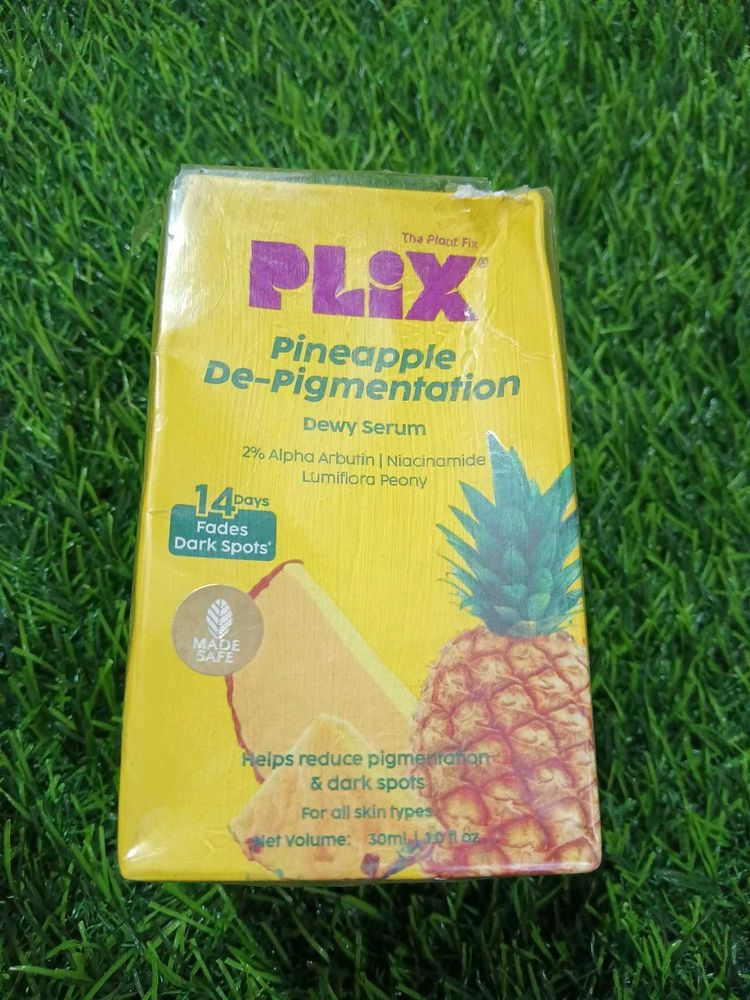 The Plant Fix
PLiX®
Pineapple
De-Pigmentation
Dewy Serum
2% Alpha Arbutin | Niacinamide
Lumiflora Peony
14 Days
Fades
Dark Spots*
MADE
SAFE
Helps reduce pigmentation
& dark spots
For all skin types
Net Volume: 30ml | 1.0 fl oz